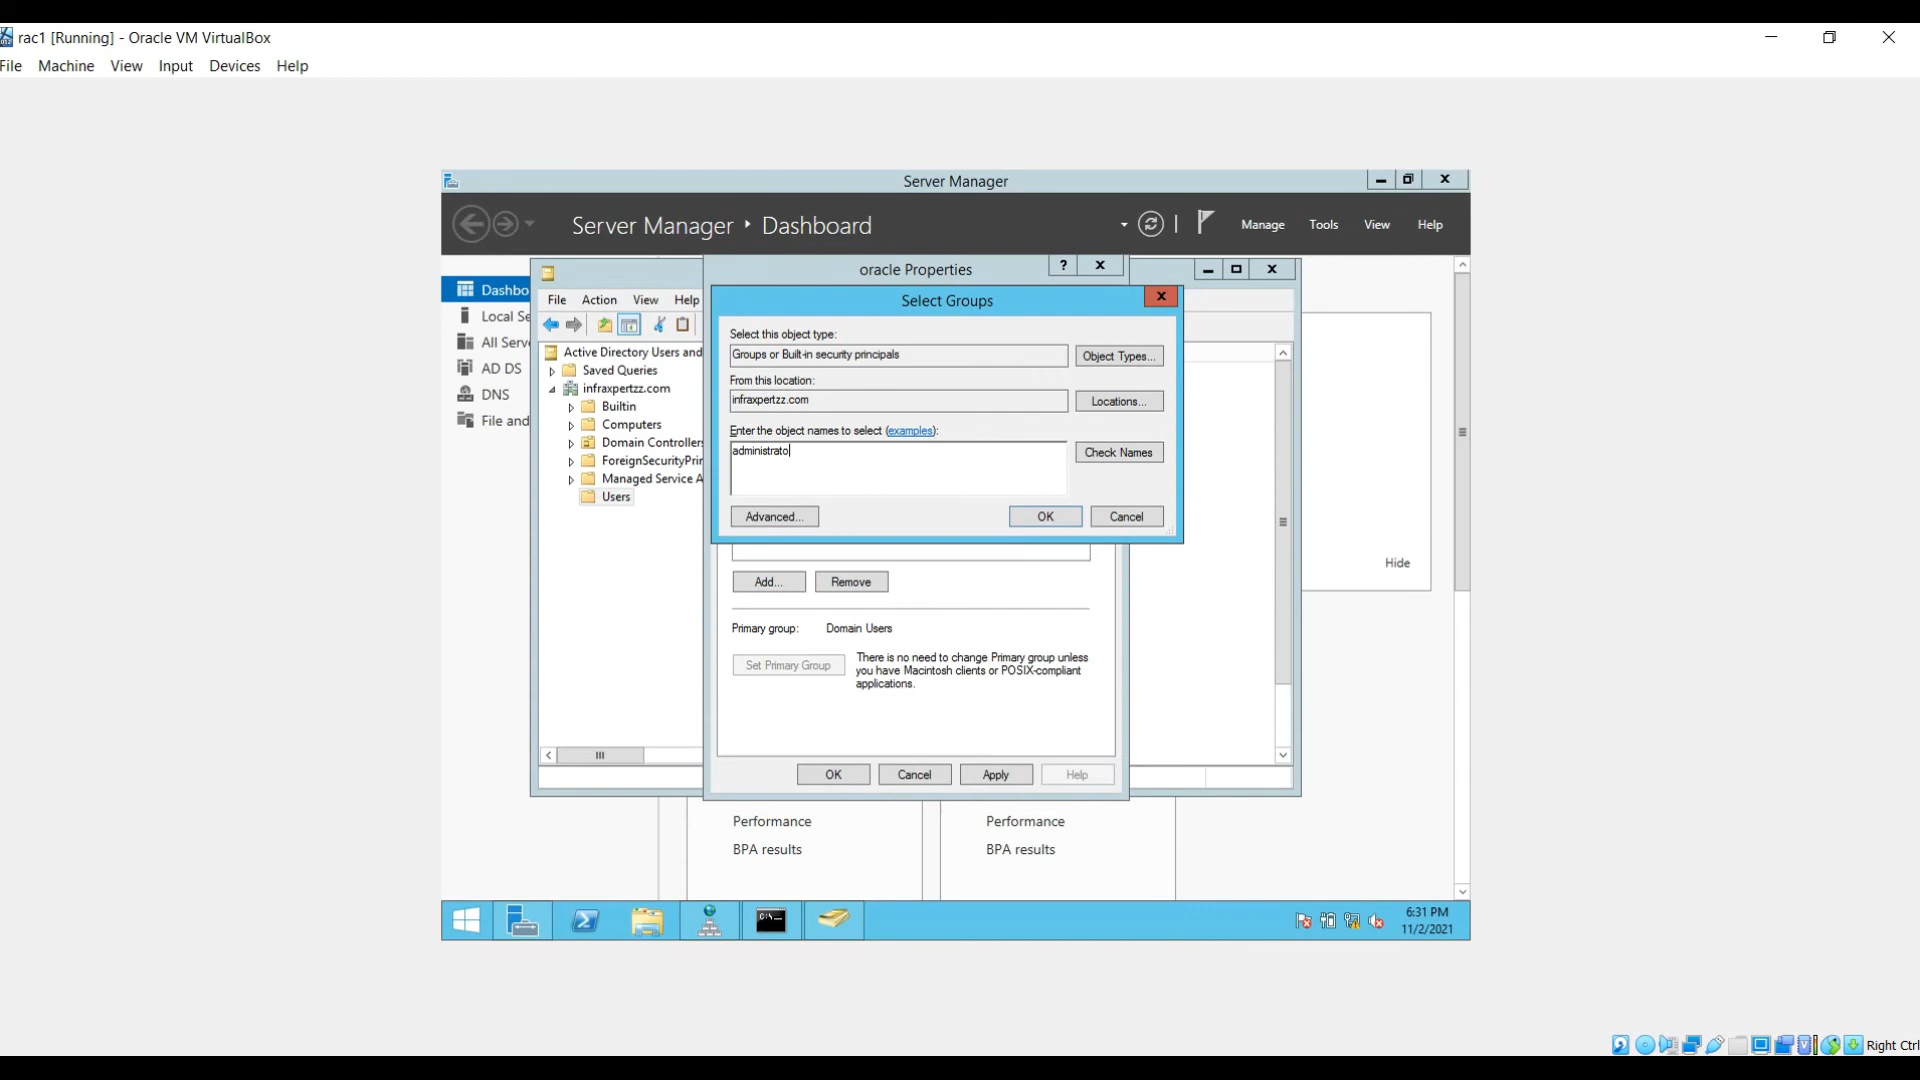 rac1 [Running] - Oracle VM VirtualBox
File Machine View Input Devices Help
Server Manager
Server Manager Dashboard
Manage Tools View Help
Dashbo
Local Se
All Serve
AD DS
DNS
File and
File Action View Help
Active Directory Users and
Saved Queries
infraxpertzz.com
Builtin
Computers
Domain Controllers
ForeignSecurityPrin
Managed Service A
Users
oracle Properties
Select Groups
Select this object type:
Groups or Built-in security principals
Object Types...
From this location:
infraxpertzz.com
Locations...
Enter the object names to select (examples):
administrato
Check Names
Advanced...
OK
Cancel
Add...
Remove
Primary group: Domain Users
Set Primary Group
There is no need to change Primary group unless
you have Macintosh clients or POSIX-compliant
applications.
OK
Cancel
Apply
Help
Hide
Performance
BPA results
Performance
BPA results
6:31 PM
11/2/2021
Right Ctrl